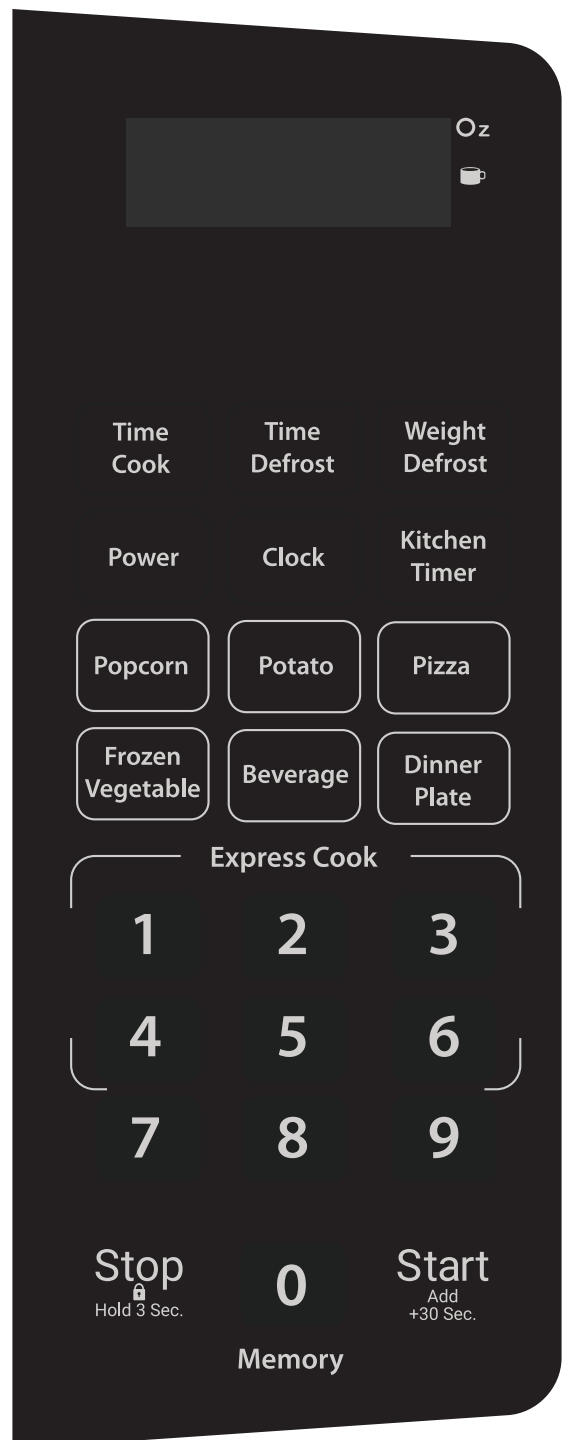 Oz
Time Cook
Time Defrost
Weight Defrost
Power
Clock
Kitchen Timer
Popcorn
Potato
Pizza
Frozen Vegetable
Beverage
Dinner Plate
Express Cook
1 2 3
4 5 6
7 8 9
Stop
Hold 3 Sec.
0
Start
Add
+30 Sec.
Memory